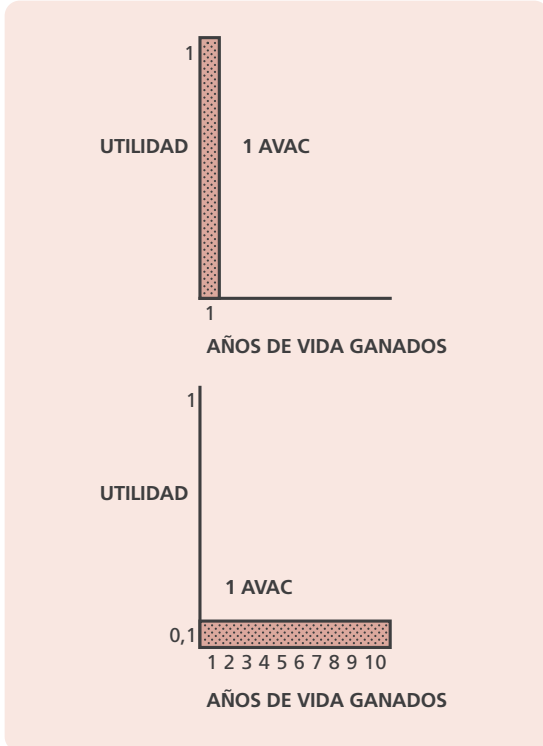 1
UTILIDAD 1 AVAC
1
AÑOS DE VIDA GANADOS
1
UTILIDAD
1 AVAC
0,1
1 2 3 4 5 6 7 8 9 10
AÑOS DE VIDA GANADOS